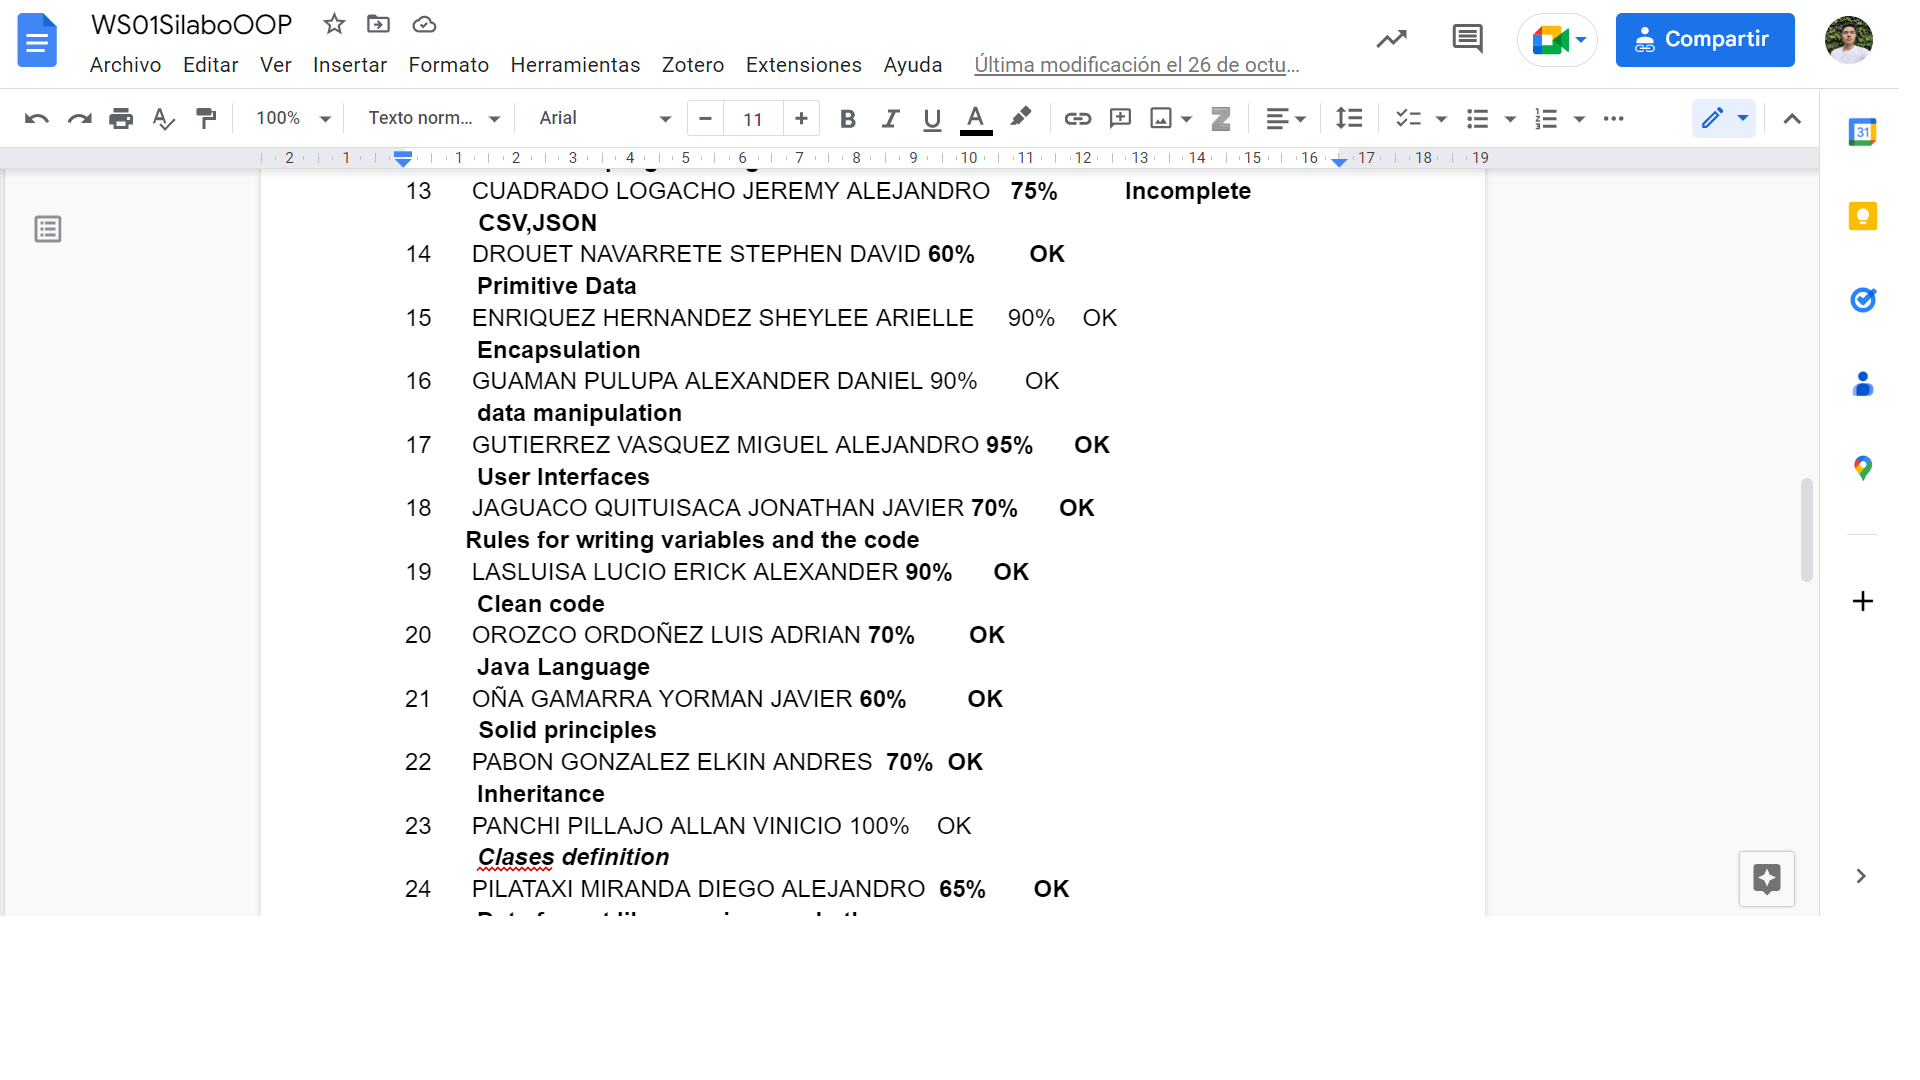 WS01SilaboOOP
Archivo Editar Ver Insertar Formato Herramientas Zotero Extensiones Ayuda Última modificación el 26 de octu...
Compartir
100% Texto norm... Arial 11
2 1 1 2 3 4 5 6 7 8 9 10 11 12 13 14 15 16 17 18 19
13 CUADRADO LOGACHO JEREMY ALEJANDRO 75% Incomplete
CSV,JSON
14 DROUET NAVARRETE STEPHEN DAVID 60% OK
Primitive Data
15 ENRIQUEZ HERNANDEZ SHEYLEE ARIELLE 90% OK
Encapsulation
16 GUAMAN PULUPA ALEXANDER DANIEL 90% OK
data manipulation
17 GUTIERREZ VASQUEZ MIGUEL ALEJANDRO 95% OK
User Interfaces
18 JAGUACO QUITUISACA JONATHAN JAVIER 70% OK
Rules for writing variables and the code
19 LASLUISA LUCIO ERICK ALEXANDER 90% OK
Clean code
20 OROZCO ORDOÑEZ LUIS ADRIAN 70% OK
Java Language
21 OÑA GAMARRA YORMAN JAVIER 60% OK
Solid principles
22 PABON GONZALEZ ELKIN ANDRES 70% OK
Inheritance
23 PANCHI PILLAJO ALLAN VINICIO 100% OK
Clases definition
24 PILATAXI MIRANDA DIEGO ALEJANDRO 65% OK
31